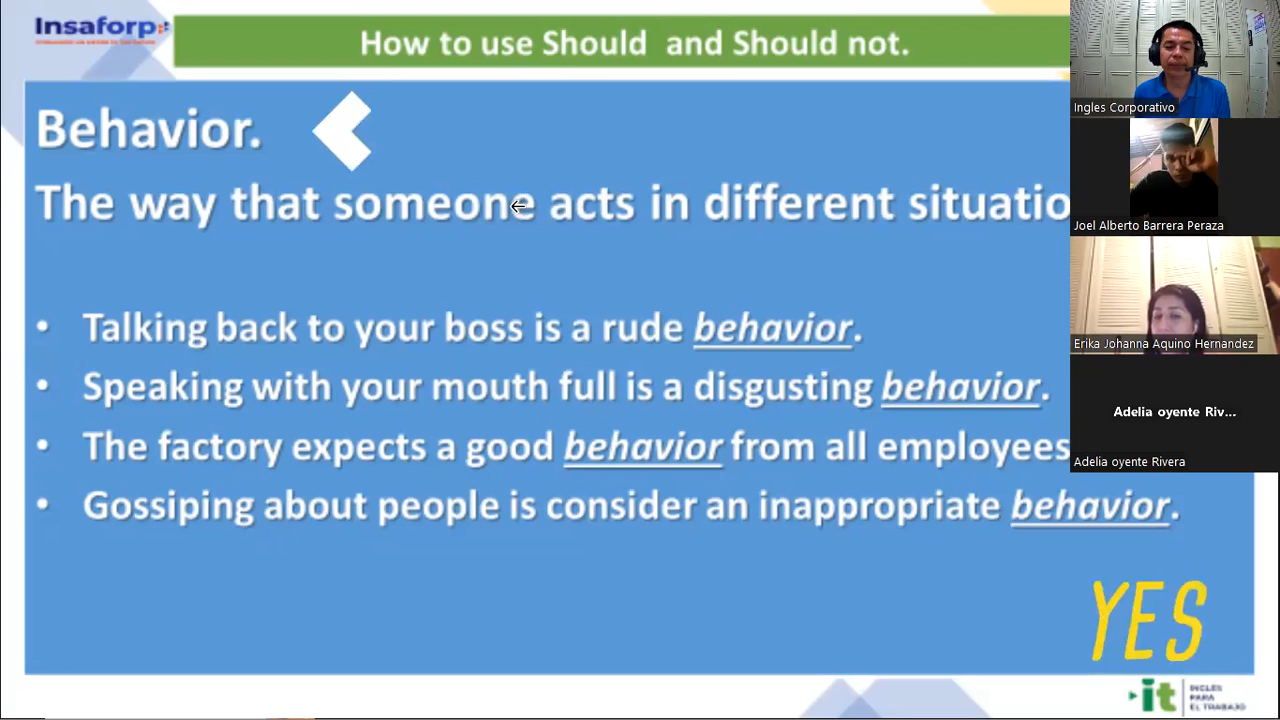 Insaforp
How to use Should and Should not.
Behavior.
The way that someone acts in different situatio
Talking back to your boss is a rude behavior.
Speaking with your mouth full is a disgusting behavior.
The factory expects a good behavior from all employees
Gossiping about people is consider an inappropriate behavior.
YES
it
INGLÉS
PARA
EL TRABAJO
Ingles Corporativo
Joel Alberto Barrera Peraza
Erika Johanna Aquino Hernandez
Adelia oyente Riv...
Adelia oyente Rivera